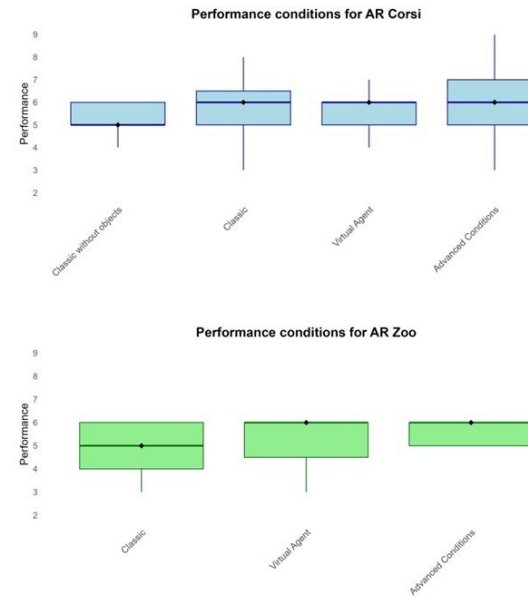 Performance conditions for AR Corsi
Performance
9
8
7
6
5
4
3
2
Classic without objects
Classic
Virtual Agent
Advanced Conditions
Performance conditions for AR Zoo
Performance
9
8
7
6
5
4
3
2
Classic
Virtual Agent
Advanced Conditions